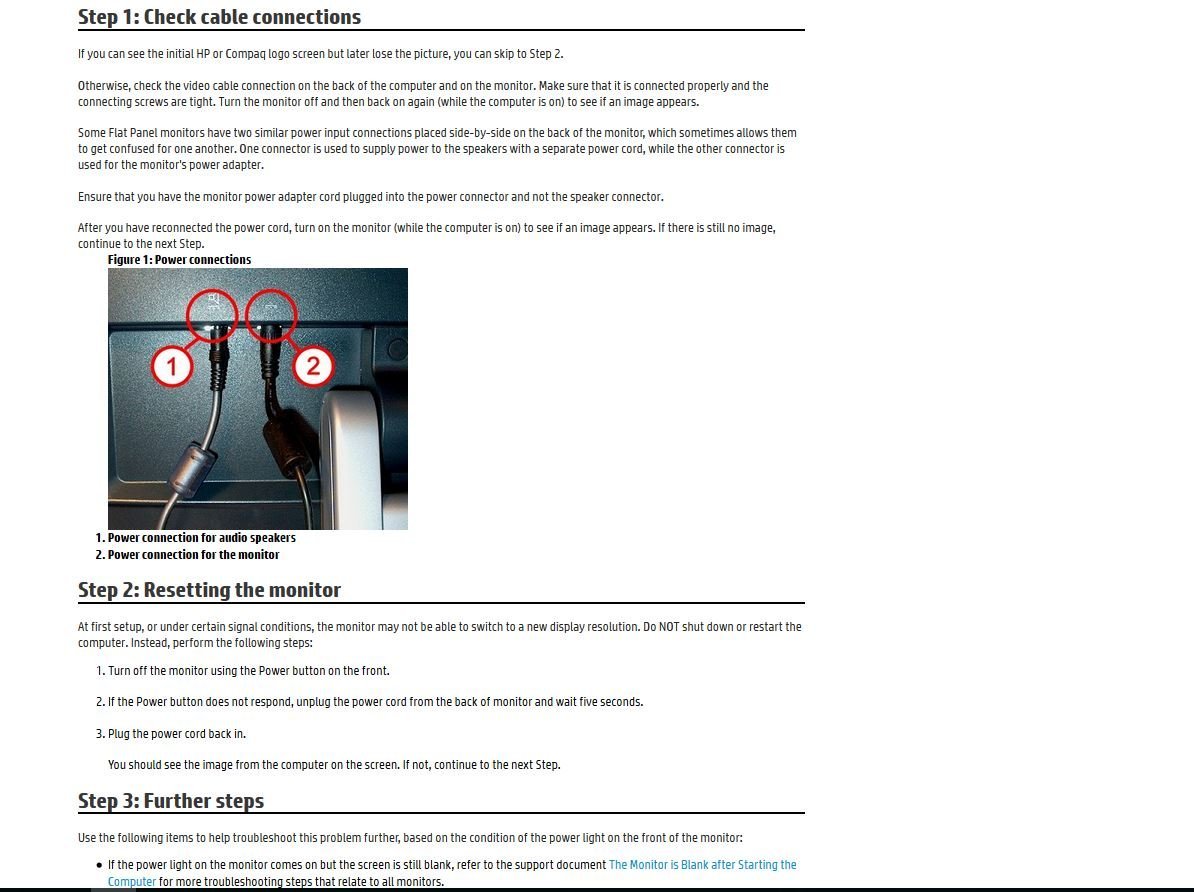 Step 1: Check cable connections
If you can see the initial HP or Compaq logo screen but later lose the picture, you can skip to Step 2.
Otherwise, check the video cable connection on the back of the computer and on the monitor. Make sure that it is connected properly and the
connecting screws are tight. Turn the monitor off and then back on again (while the computer is on) to see if an image appears.
Some Flat Panel monitors have two similar power input connections placed side-by-side on the back of the monitor, which sometimes allows them
to get confused for one another. One connector is used to supply power to the speakers with a separate power cord, while the other connector is
used for the monitor's power adapter.
Ensure that you have the monitor power adapter cord plugged into the power connector and not the speaker connector.
After you have reconnected the power cord, turn on the monitor (while the computer is on) to see if an image appears. If there is still no image,
continue to the next Step.
Figure 1: Power connections
1 2
1. Power connection for audio speakers
2. Power connection for the monitor
Step 2: Resetting the monitor
At first setup, or under certain signal conditions, the monitor may not be able to switch to a new display resolution. Do NOT shut down or restart the
computer. Instead, perform the following steps:
1. Turn off the monitor using the Power button on the front.
2. If the Power button does not respond, unplug the power cord from the back of monitor and wait five seconds.
3. Plug the power cord back in.
You should see the image from the computer on the screen. If not, continue to the next Step.
Step 3: Further steps
Use the following items to help troubleshoot this problem further, based on the condition of the power light on the front of the monitor:
• If the power light on the monitor comes on but the screen is still blank, refer to the support document The Monitor is Blank after Starting the
Computer for more troubleshooting steps that relate to all monitors.